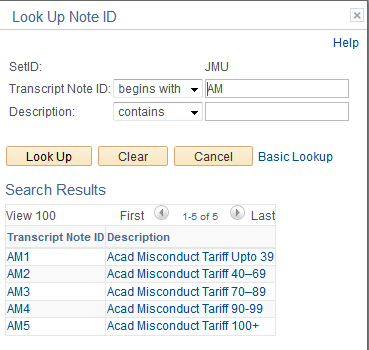 Look Up Note ID
Help
SetID: JMU
Transcript Note ID: begins with AM
Description: contains
Look Up Clear Cancel Basic Lookup
Search Results
View 100 First 1-5 of 5 Last
Transcript Note ID Description
AM1 Acad Misconduct Tariff Upto 39
AM2 Acad Misconduct Tariff 40–69
AM3 Acad Misconduct Tariff 70–89
AM4 Acad Misconduct Tariff 90-99
AM5 Acad Misconduct Tariff 100+